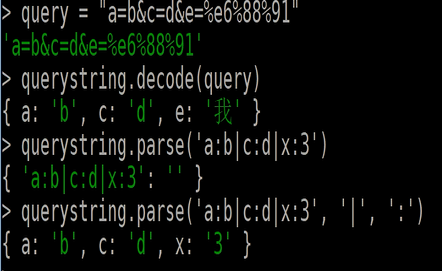 > query = "a=b&c=d&e=%e6%88%91"
'a=b&c=d&e=%e6%88%91'
> querystring.decode(query)
{ a: 'b', c: 'd', e: '我' }
> querystring.parse('a:b|c:d|x:3')
{ 'a:b|c:d|x:3': '' }
> querystring.parse('a:b|c:d|x:3', '|', ':')
{ a: 'b', c: 'd', x: '3' }